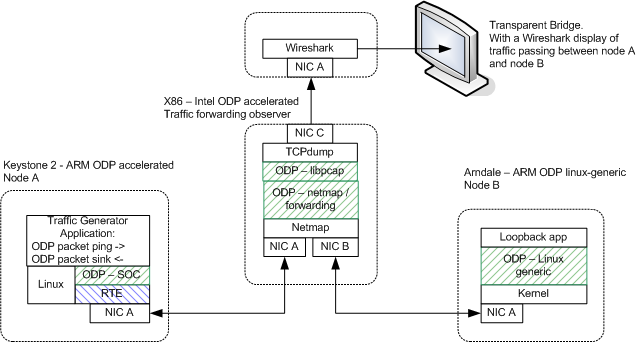 Transparent Bridge.
With a Wireshark display of
traffic passing between node A
and node B
Wireshark
NIC A
X86 – Intel ODP accelerated
Traffic forwarding observer
NIC C
TCPdump
ODP – libpcap
ODP – netmap /
forwarding
Netmap
NIC A
NIC B
Keystone 2 - ARM ODP accelerated
Node A
Traffic Generator
Application:
ODP packet ping ->
ODP packet sink <-
Linux
ODP – SOC
RTE
NIC A
Arndale – ARM ODP linux-generic
Node B
Loopback app
ODP – Linux
generic
Kernel
NIC A